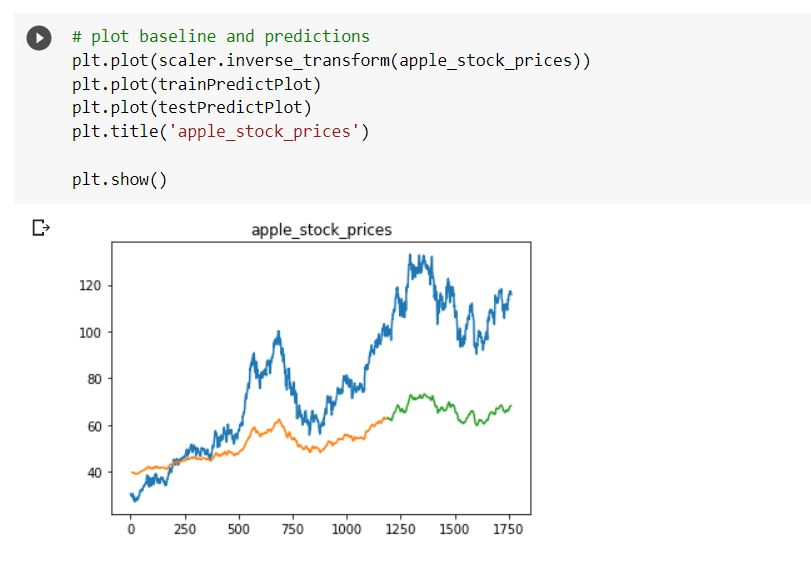 # plot baseline and predictions
plt.plot(scaler.inverse_transform(apple_stock_prices))
plt.plot(trainPredictPlot)
plt.plot(testPredictPlot)
plt.title('apple_stock_prices')
plt.show()
apple_stock_prices
120
100
80
60
40
0 250 500 750 1000 1250 1500 1750